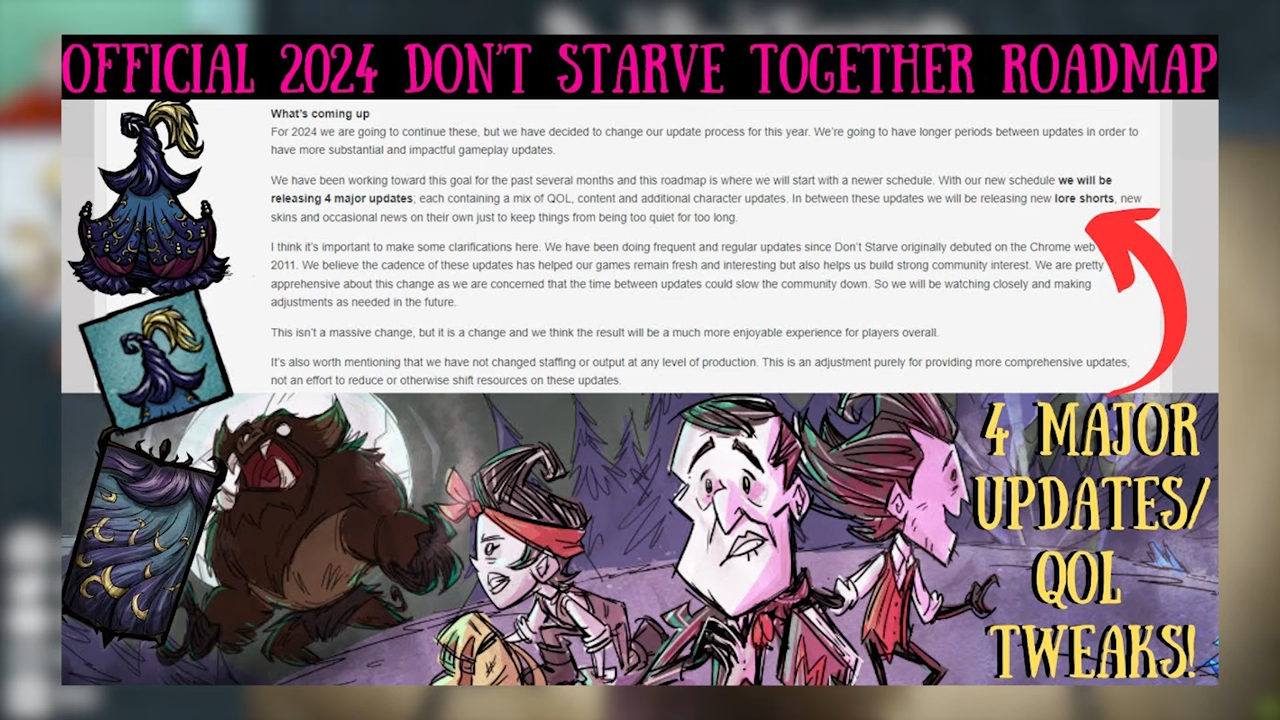 OFFICIAL 2024 DON'T STARVE TOGETHER ROADMAP
What's coming up
For 2024 we are going to continue these, but we have decided to change our update process for this year. We're going to have longer periods between updates in order to
have more substantial and impactful gameplay updates.
We have been working toward this goal for the past several months and this roadmap is where we will start with a newer schedule. With our new schedule we will be
releasing 4 major updates; each containing a mix of QOL, content and additional character updates. In between these updates we will be releasing new lore shorts, new
skins and occasional news on their own just to keep things from being too quiet for too long.
I think it's important to make some clarifications here. We have been doing frequent and regular updates since Don't Starve originally debuted on the Chrome web
2011. We believe the cadence of these updates has helped our games remain fresh and interesting but also helps us build strong community interest. We are pretty
apprehensive about this change as we are concerned that the time between updates could slow the community down. So we will be watching closely and making
adjustments as needed in the future.
This isn't a massive change, but it is a change and we think the result will be a much more enjoyable experience for players overall.
It's also worth mentioning that we have not changed staffing or output at any level of production. This is an adjustment purely for providing more comprehensive updates,
not an effort to reduce or otherwise shift resources on these updates.
4 MAJOR
UPDATES/
QOL
TWEAKS!